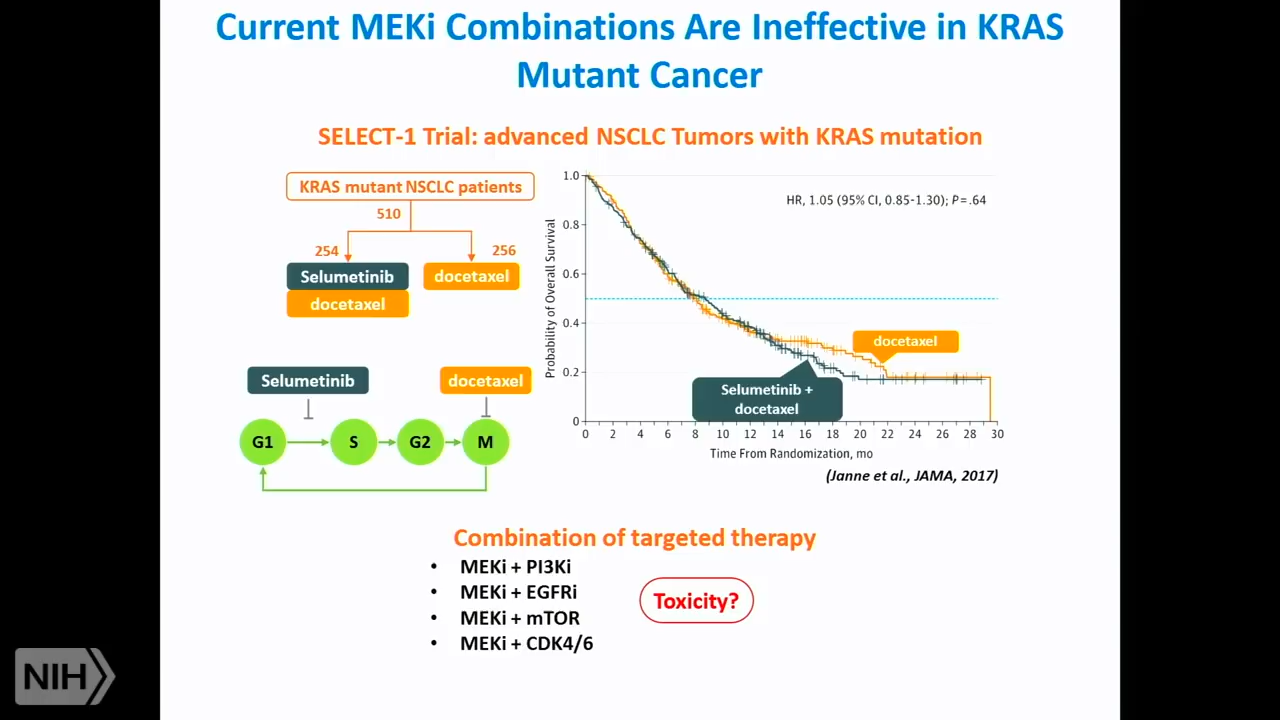 Current MEKi Combinations Are Ineffective in KRAS
Mutant Cancer
SELECT-1 Trial: advanced NSCLC Tumors with KRAS mutation
KRAS mutant NSCLC patients
510
254
256
Selumetinib
docetaxel
docetaxel
Selumetinib
docetaxel
G1
S
G2
M
Probability of Overall Survival
1.0
0.8
0.6
0.4
0.2
0
HR, 1.05 (95% CI, 0.85-1.30); P=.64
docetaxel
Selumetinib +
docetaxel
0 2 4 6 8 10 12 14 16 18 20 22 24 26 28 30
Time From Randomization, mo
(Janne et al., JAMA, 2017)
Combination of targeted therapy
• MEKi + PI3Ki
• MEKi + EGFRi
• MEKi + mTOR
• MEKi + CDK4/6
Toxicity?
NIH